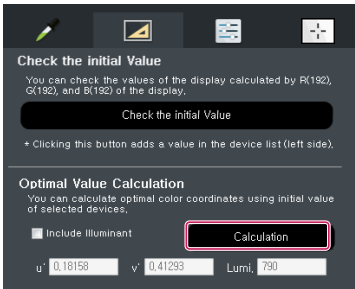 Check the initial Value
You can check the values of the display calculated by R(192),
G(192), and B(192) of the display,
Check the initial Value
* Clicking this button adds a value in the device list (left side),
Optimal Value Calculation
You can calculate optimal color coordinates using initial value
of selected devices,
Include Illuminant
Calculation
u' 0,18158 v' 0,41293 Lumi, 790